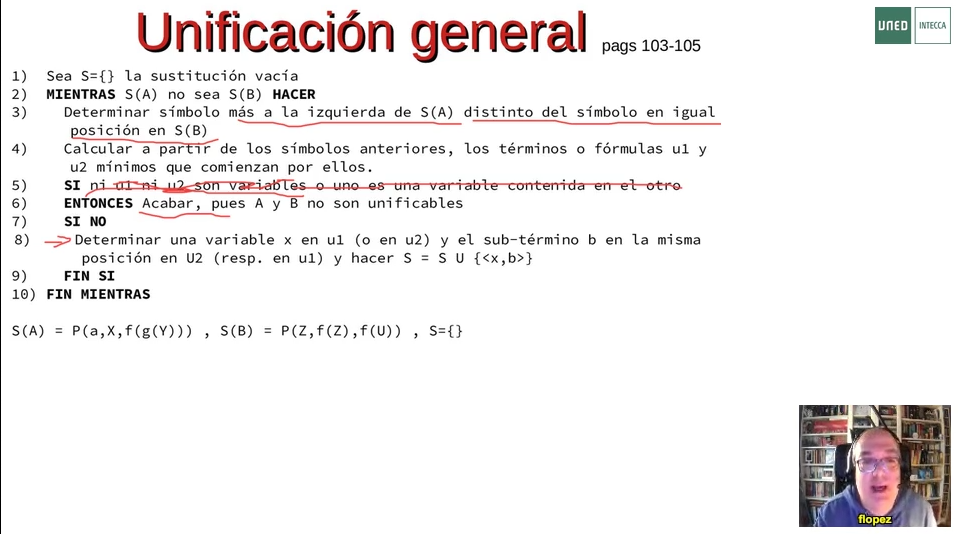 Unificación general pags 103-105
UNED INTECCA
1) Sea S={} la sustitución vacía
2) MIENTRAS S(A) no sea S(B) HACER
3) Determinar símbolo más a la izquierda de S(A) distinto del símbolo en igual
posición en S(B)
4) Calcular a partir de los símbolos anteriores, los términos o fórmulas u1 y
u2 mínimos que comienzan por ellos.
5) SI ni u1 ni u2 son variables o uno es una variable contenida en el otro
6) ENTONCES Acabar, pues A y B no son unificables
7) SI NO
8) Determinar una variable x en u1 (o en u2) y el sub-término b en la misma
posición en U2 (resp. en u1) y hacer S = S U {<x,b>}
9) FIN SI
10) FIN MIENTRAS
S(A) = P(a,X,f(g(Y))) , S(B) = P(Z,f(Z),f(U)) , S={}
flopez